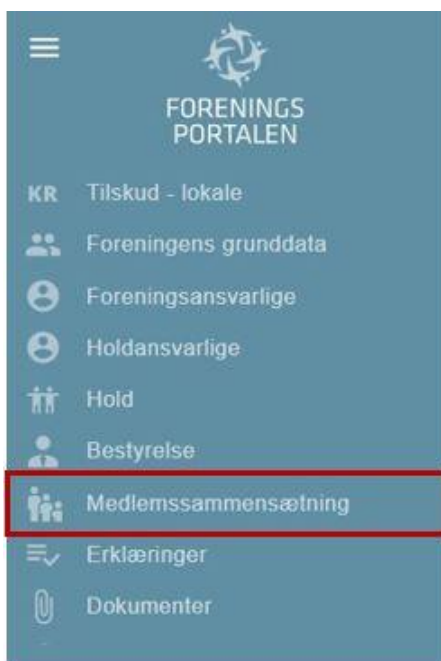 FORENINGS
PORTALEN
KR Tilskud - lokale
Foreningens grunddata
Foreningsansvarlige
Holdansvarlige
Hold
Bestyrelse
Medlemssammensætning
Erklæringer
Dokumenter